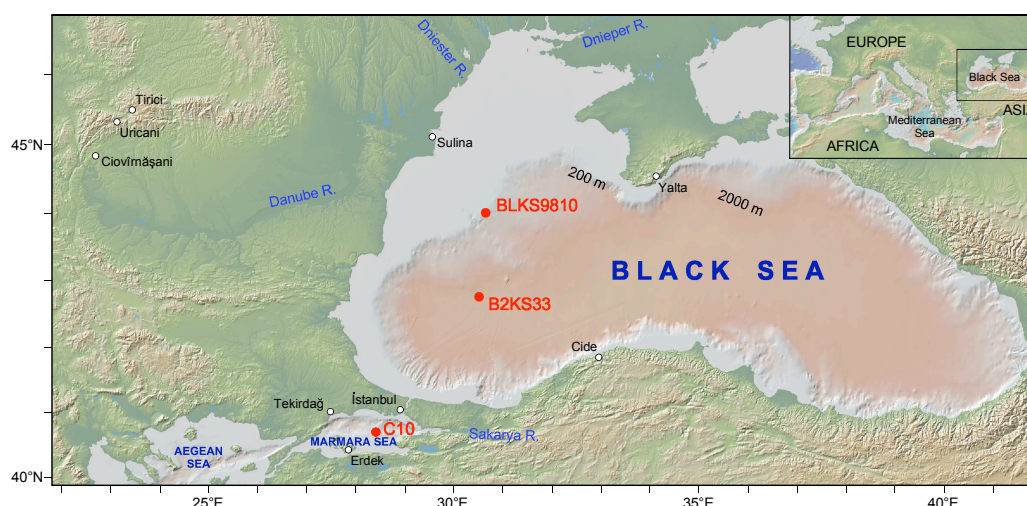 Dniester R.
Dnieper R.
EUROPE
Black Sea
ASIA
Mediterranean
Sea
AFRICA
Tirici
Uricani
Ciovîrnâşani
45°N
Sulina
Danube R.
200 m
Yalta
2000 m
BLKS9810
BLACK SEA
B2KS33
Cide
İstanbul
Tekirdağ
C10
MARMARA SEA
Sakarya R.
AEGEAN
SEA
Erdek
40°N
25°E
30°E
35°E
40°E